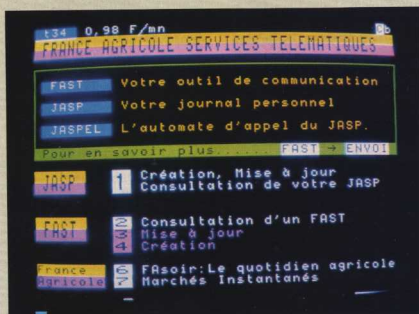 t34 0,98 F/mn
FRANCE AGRICOLE SERVICES TELEMATIQUES
FAST Votre outil de communication
JASP Votre journal personnel
JASPEL L'automate d'appel du JASP.
Pour en savoir plus...... FAST → ENVOI
JASP 1 Création, Mise à jour
Consultation de votre JASP
FAST 2 Consultation d'un FAST
3 Mise à jour
4 Création
France 6 FAsoir:Le quotidien agricole
Agricole 7 Marchés Instantanés